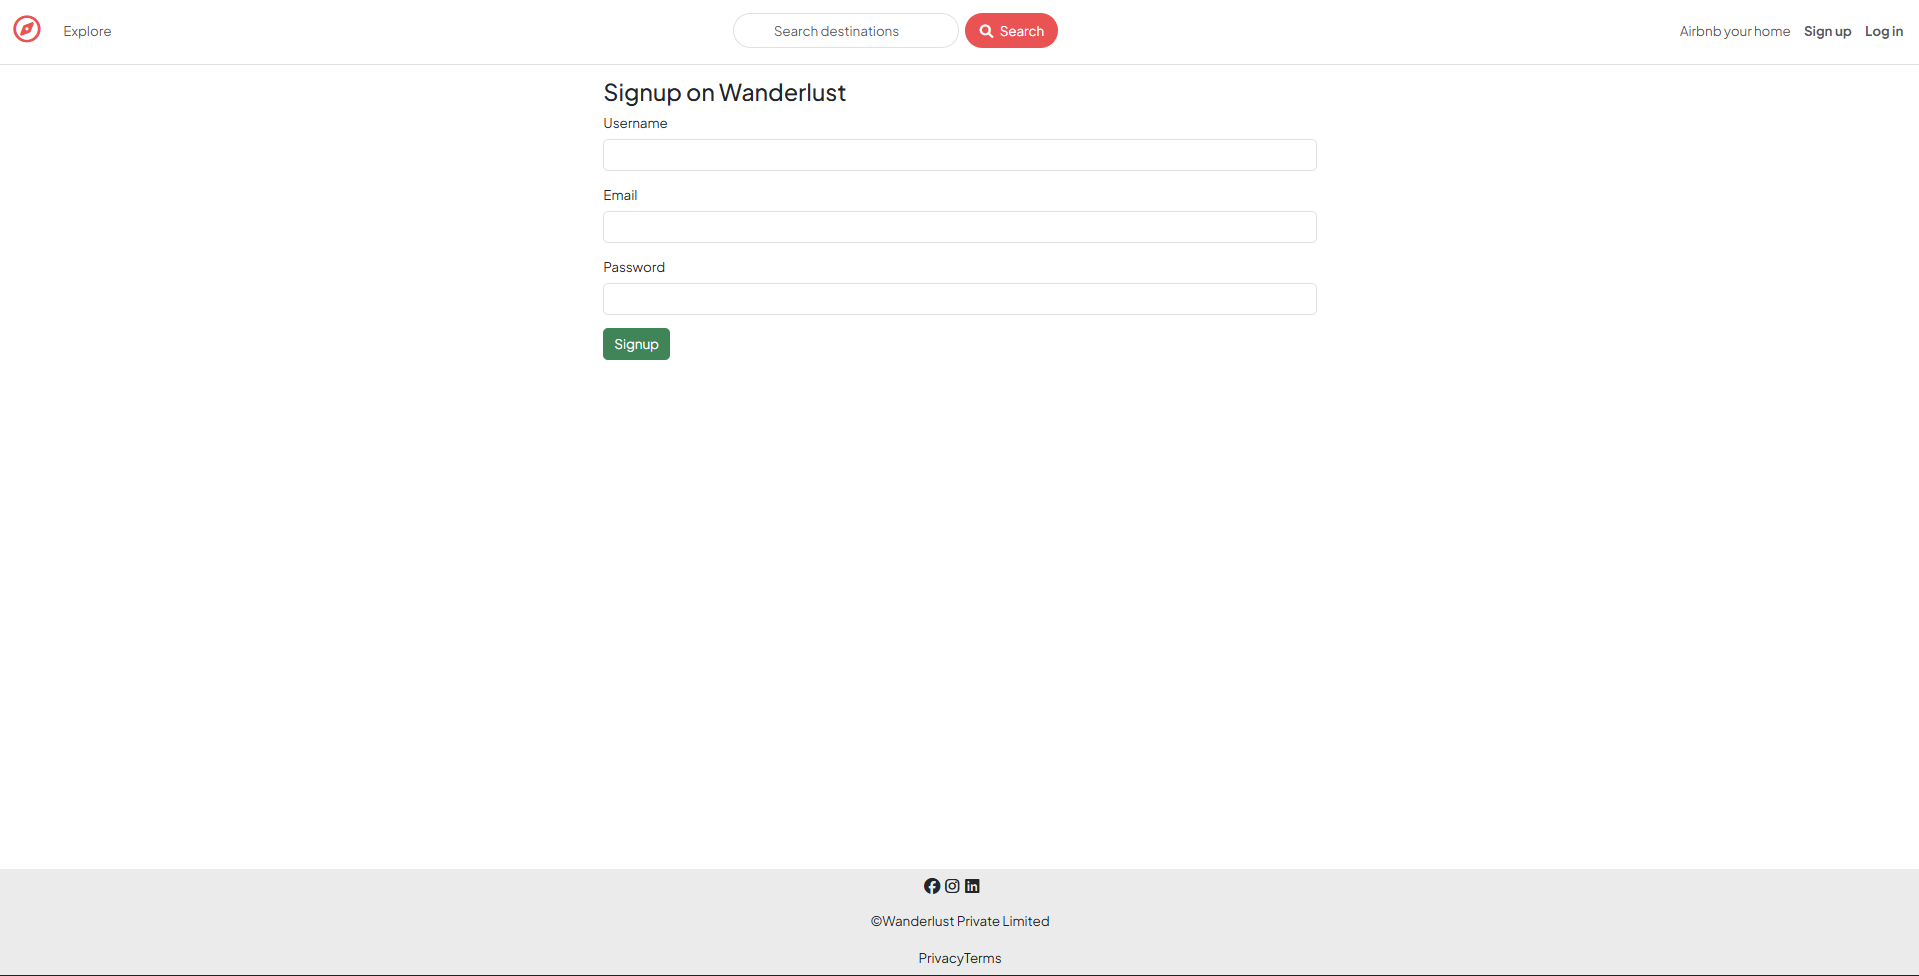 Explore
Search destinations
Search
Airbnb your home Sign up Log in
Signup on Wanderlust
Username
Email
Password
Signup
©Wanderlust Private Limited
PrivacyTerms